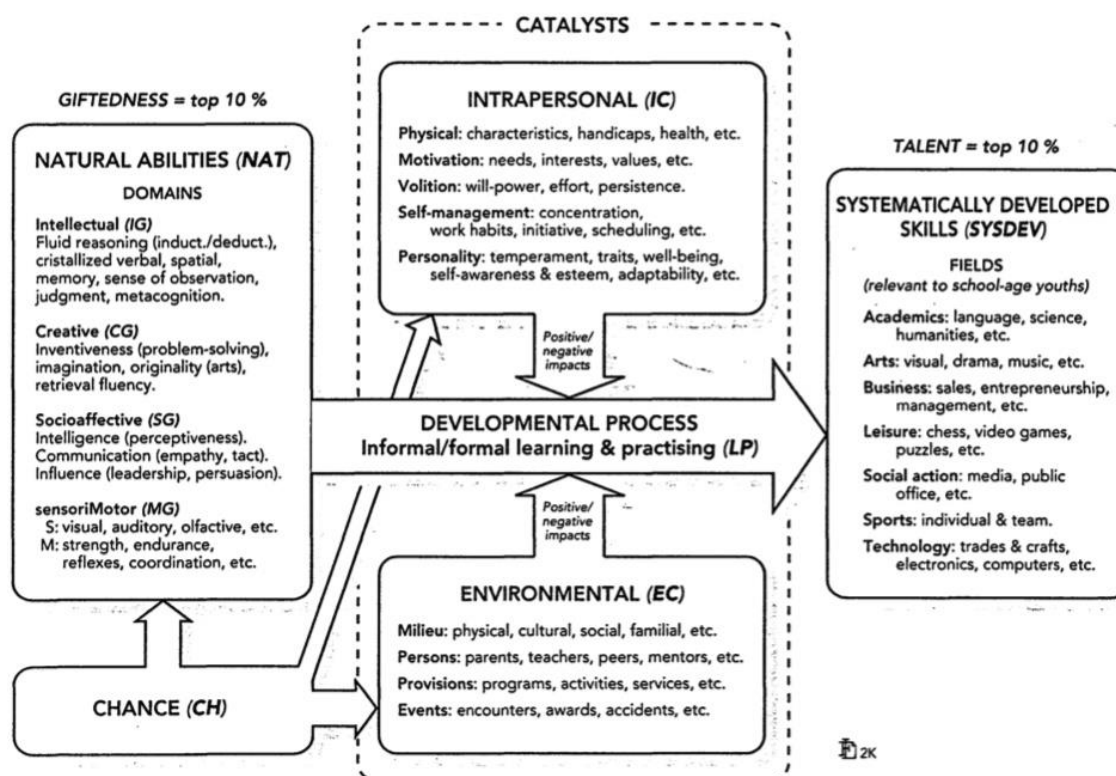 CATALYSTS
GIFTEDNESS = top 10 %
NATURAL ABILITIES (NAT)
DOMAINS
Intellectual (IG)
Fluid reasoning (induct./deduct.),
cristallized verbal, spatial,
memory, sense of observation,
judgment, metacognition.
Creative (CG)
Inventiveness (problem-solving),
imagination, originality (arts),
retrieval fluency.
Socioaffective (SG)
Intelligence (perceptiveness).
Communication (empathy, tact).
Influence (leadership, persuasion).
sensoriMotor (MG)
S: visual, auditory, olfactive, etc.
M: strength, endurance,
reflexes, coordination, etc.
CHANCE (CH)
INTRAPERSONAL (IC)
Physical: characteristics, handicaps, health, etc.
Motivation: needs, interests, values, etc.
Volition: will-power, effort, persistence.
Self-management: concentration,
work habits, initiative, scheduling, etc.
Personality: temperament, traits, well-being,
self-awareness & esteem, adaptability, etc.
Positive/
negative
impacts
DEVELOPMENTAL PROCESS
Informal/formal learning & practising (LP)
Positive/
negative
impacts
ENVIRONMENTAL (EC)
Milieu: physical, cultural, social, familial, etc.
Persons: parents, teachers, peers, mentors, etc.
Provisions: programs, activities, services, etc.
Events: encounters, awards, accidents, etc.
TALENT = top 10 %
SYSTEMATICALLY DEVELOPED
SKILLS (SYSDEV)
FIELDS
(relevant to school-age youths)
Academics: language, science,
humanities, etc.
Arts: visual, drama, music, etc.
Business: sales, entrepreneurship,
management, etc.
Leisure: chess, video games,
puzzles, etc.
Social action: media, public
office, etc.
Sports: individual & team.
Technology: trades & crafts,
electronics, computers, etc.
2K